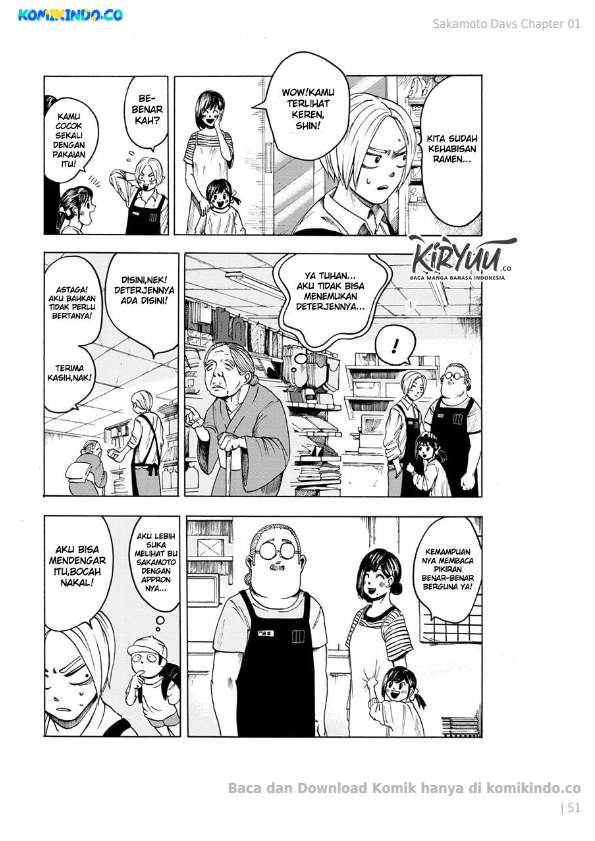 KOMIKINDO.CO
Sakamoto Days Chapter 01
KITA SUDAH
KEHABISAN
RAMEN...
WOW!KAMU
TERLIHAT
KEREN,
SHIN!
BE-
BENAR
KAH?
KAMU
COCOK
SEKALI
DENGAN
PAKAIAN
ITU!
KiRYUU.CO
BACA MANGA BAHASA INDONESIA
YA TUHAN...
AKU TIDAK BISA
MENEMUKAN
DETERJENNYA...
!
DISINI,NEK!
DETERJENNYA
ADA DISINI!
ASTAGA!
AKU BAHKAN
TIDAK PERLU
BERTANYA!
TERIMA
KASIH,NAK!
KEMAMPUAN
NYA MEMBACA
PIKIRAN
BENAR-BENAR
BERGUNA YA!
AKU LEBIH
SUKA
MELIHAT BU
SAKAMOTO
DENGAN
APPRON
NYA...
AKU BISA
MENDENGAR
ITU,BOCAH
NAKAL!
Baca dan Download Komik hanya di komikindo.co
| 51